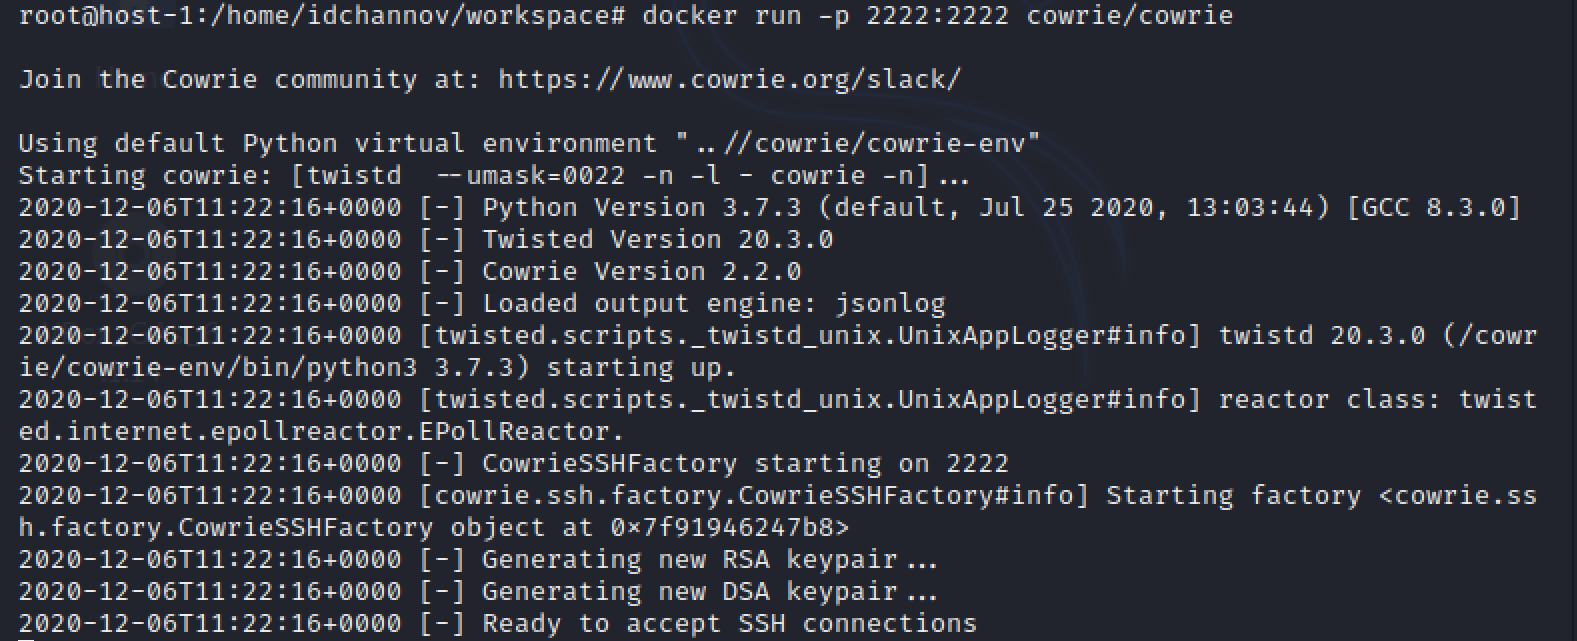 root@host-1:/home/idchannov/workspace# docker run -p 2222:2222 cowrie/cowrie
Join the Cowrie community at: https://www.cowrie.org/slack/
Using default Python virtual environment "..//cowrie/cowrie-env"
Starting cowrie: [twistd  --umask=0022 -n -l - cowrie -n]...
2020-12-06T11:22:16+0000 [-] Python Version 3.7.3 (default, Jul 25 2020, 13:03:44) [GCC 8.3.0]
2020-12-06T11:22:16+0000 [-] Twisted Version 20.3.0
2020-12-06T11:22:16+0000 [-] Cowrie Version 2.2.0
2020-12-06T11:22:16+0000 [-] Loaded output engine: jsonlog
2020-12-06T11:22:16+0000 [twisted.scripts._twistd_unix.UnixAppLogger#info] twistd 20.3.0 (/cowr
ie/cowrie-env/bin/python3 3.7.3) starting up.
2020-12-06T11:22:16+0000 [twisted.scripts._twistd_unix.UnixAppLogger#info] reactor class: twist
ed.internet.epollreactor.EPollReactor.
2020-12-06T11:22:16+0000 [-] CowrieSSHFactory starting on 2222
2020-12-06T11:22:16+0000 [cowrie.ssh.factory.CowrieSSHFactory#info] Starting factory <cowrie.ss
h.factory.CowrieSSHFactory object at 0x7f91946247b8>
2020-12-06T11:22:16+0000 [-] Generating new RSA keypair...
2020-12-06T11:22:16+0000 [-] Generating new DSA keypair...
2020-12-06T11:22:16+0000 [-] Ready to accept SSH connections